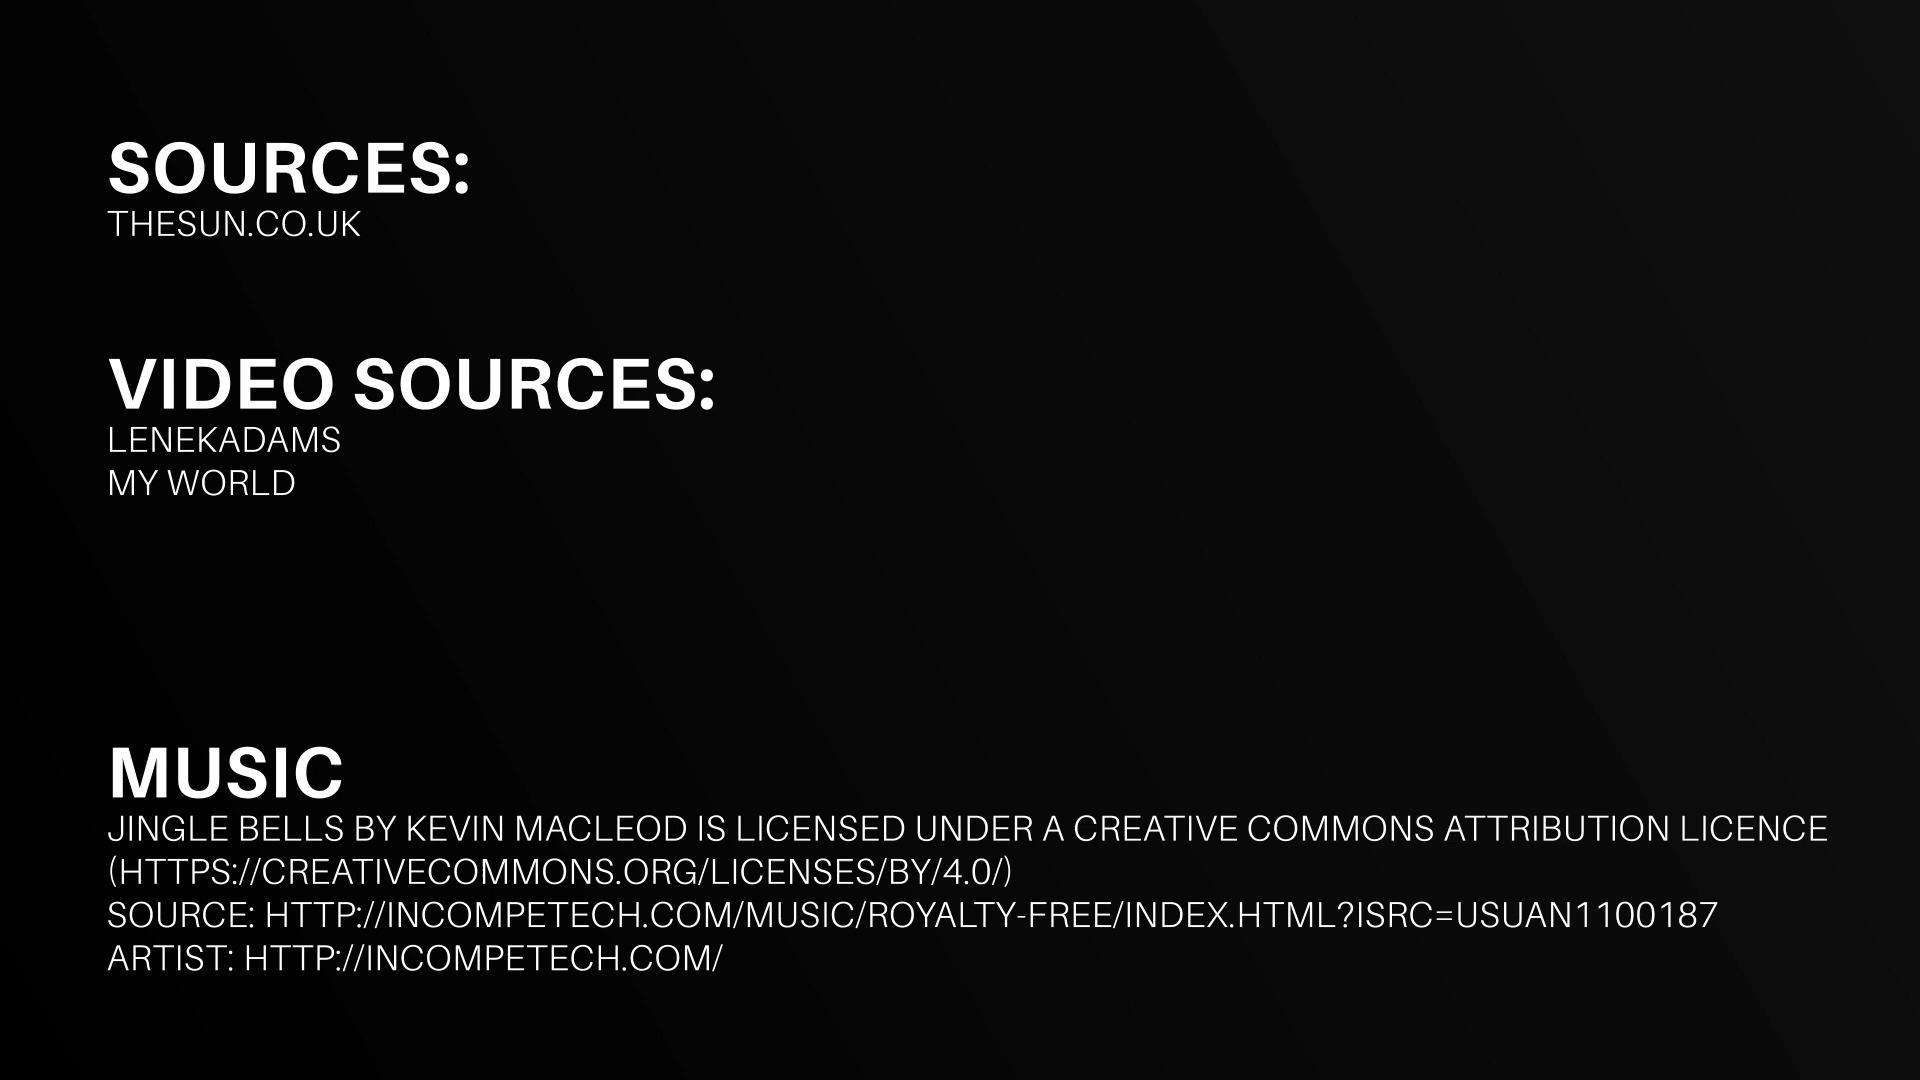 SOURCES:
THESUN.CO.UK
VIDEO SOURCES:
LENEKADAMS
MY WORLD
MUSIC
JINGLE BELLS BY KEVIN MACLEOD IS LICENSED UNDER A CREATIVE COMMONS ATTRIBUTION LICENCE
(HTTPS://CREATIVECOMMONS.ORG/LICENSES/BY/4.0/)
SOURCE: HTTP://INCOMPETECH.COM/MUSIC/ROYALTY-FREE/INDEX.HTML?ISRC=USUAN1100187
ARTIST: HTTP://INCOMPETECH.COM/